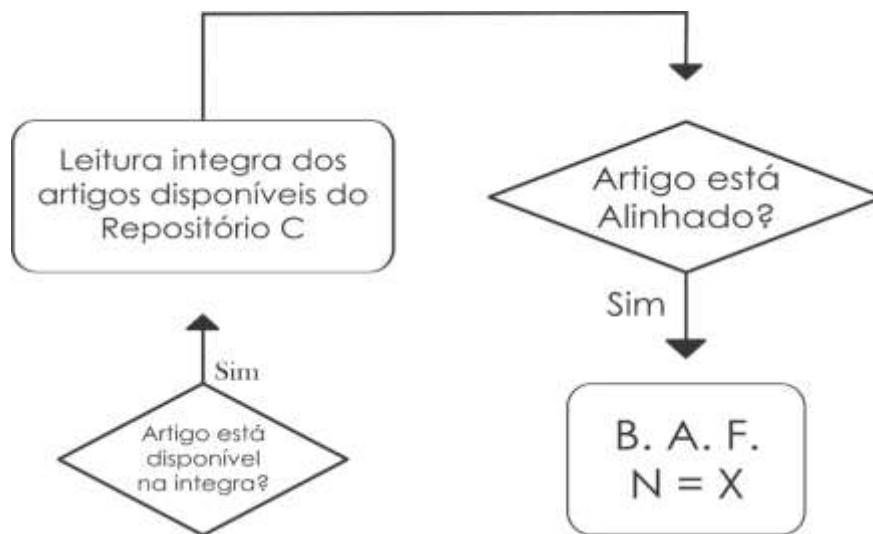 Leitura integra dos
artigos disponíveis do
Repositório C
Artigo está
Alinhado?
Sim
Sim
Artigo está
disponível
na integra?
B. A. F.
N = X